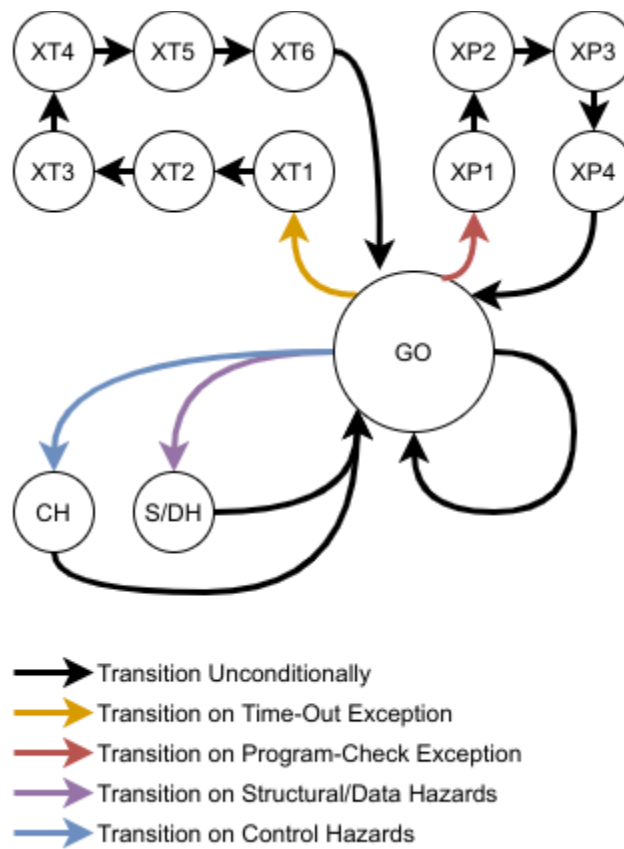 XT4 XT5 XT6 XP2 XP3
XT3 XT2 XT1 XP1 XP4
GO
CH S/DH
Transition Unconditionally
Transition on Time-Out Exception
Transition on Program-Check Exception
Transition on Structural/Data Hazards
Transition on Control Hazards